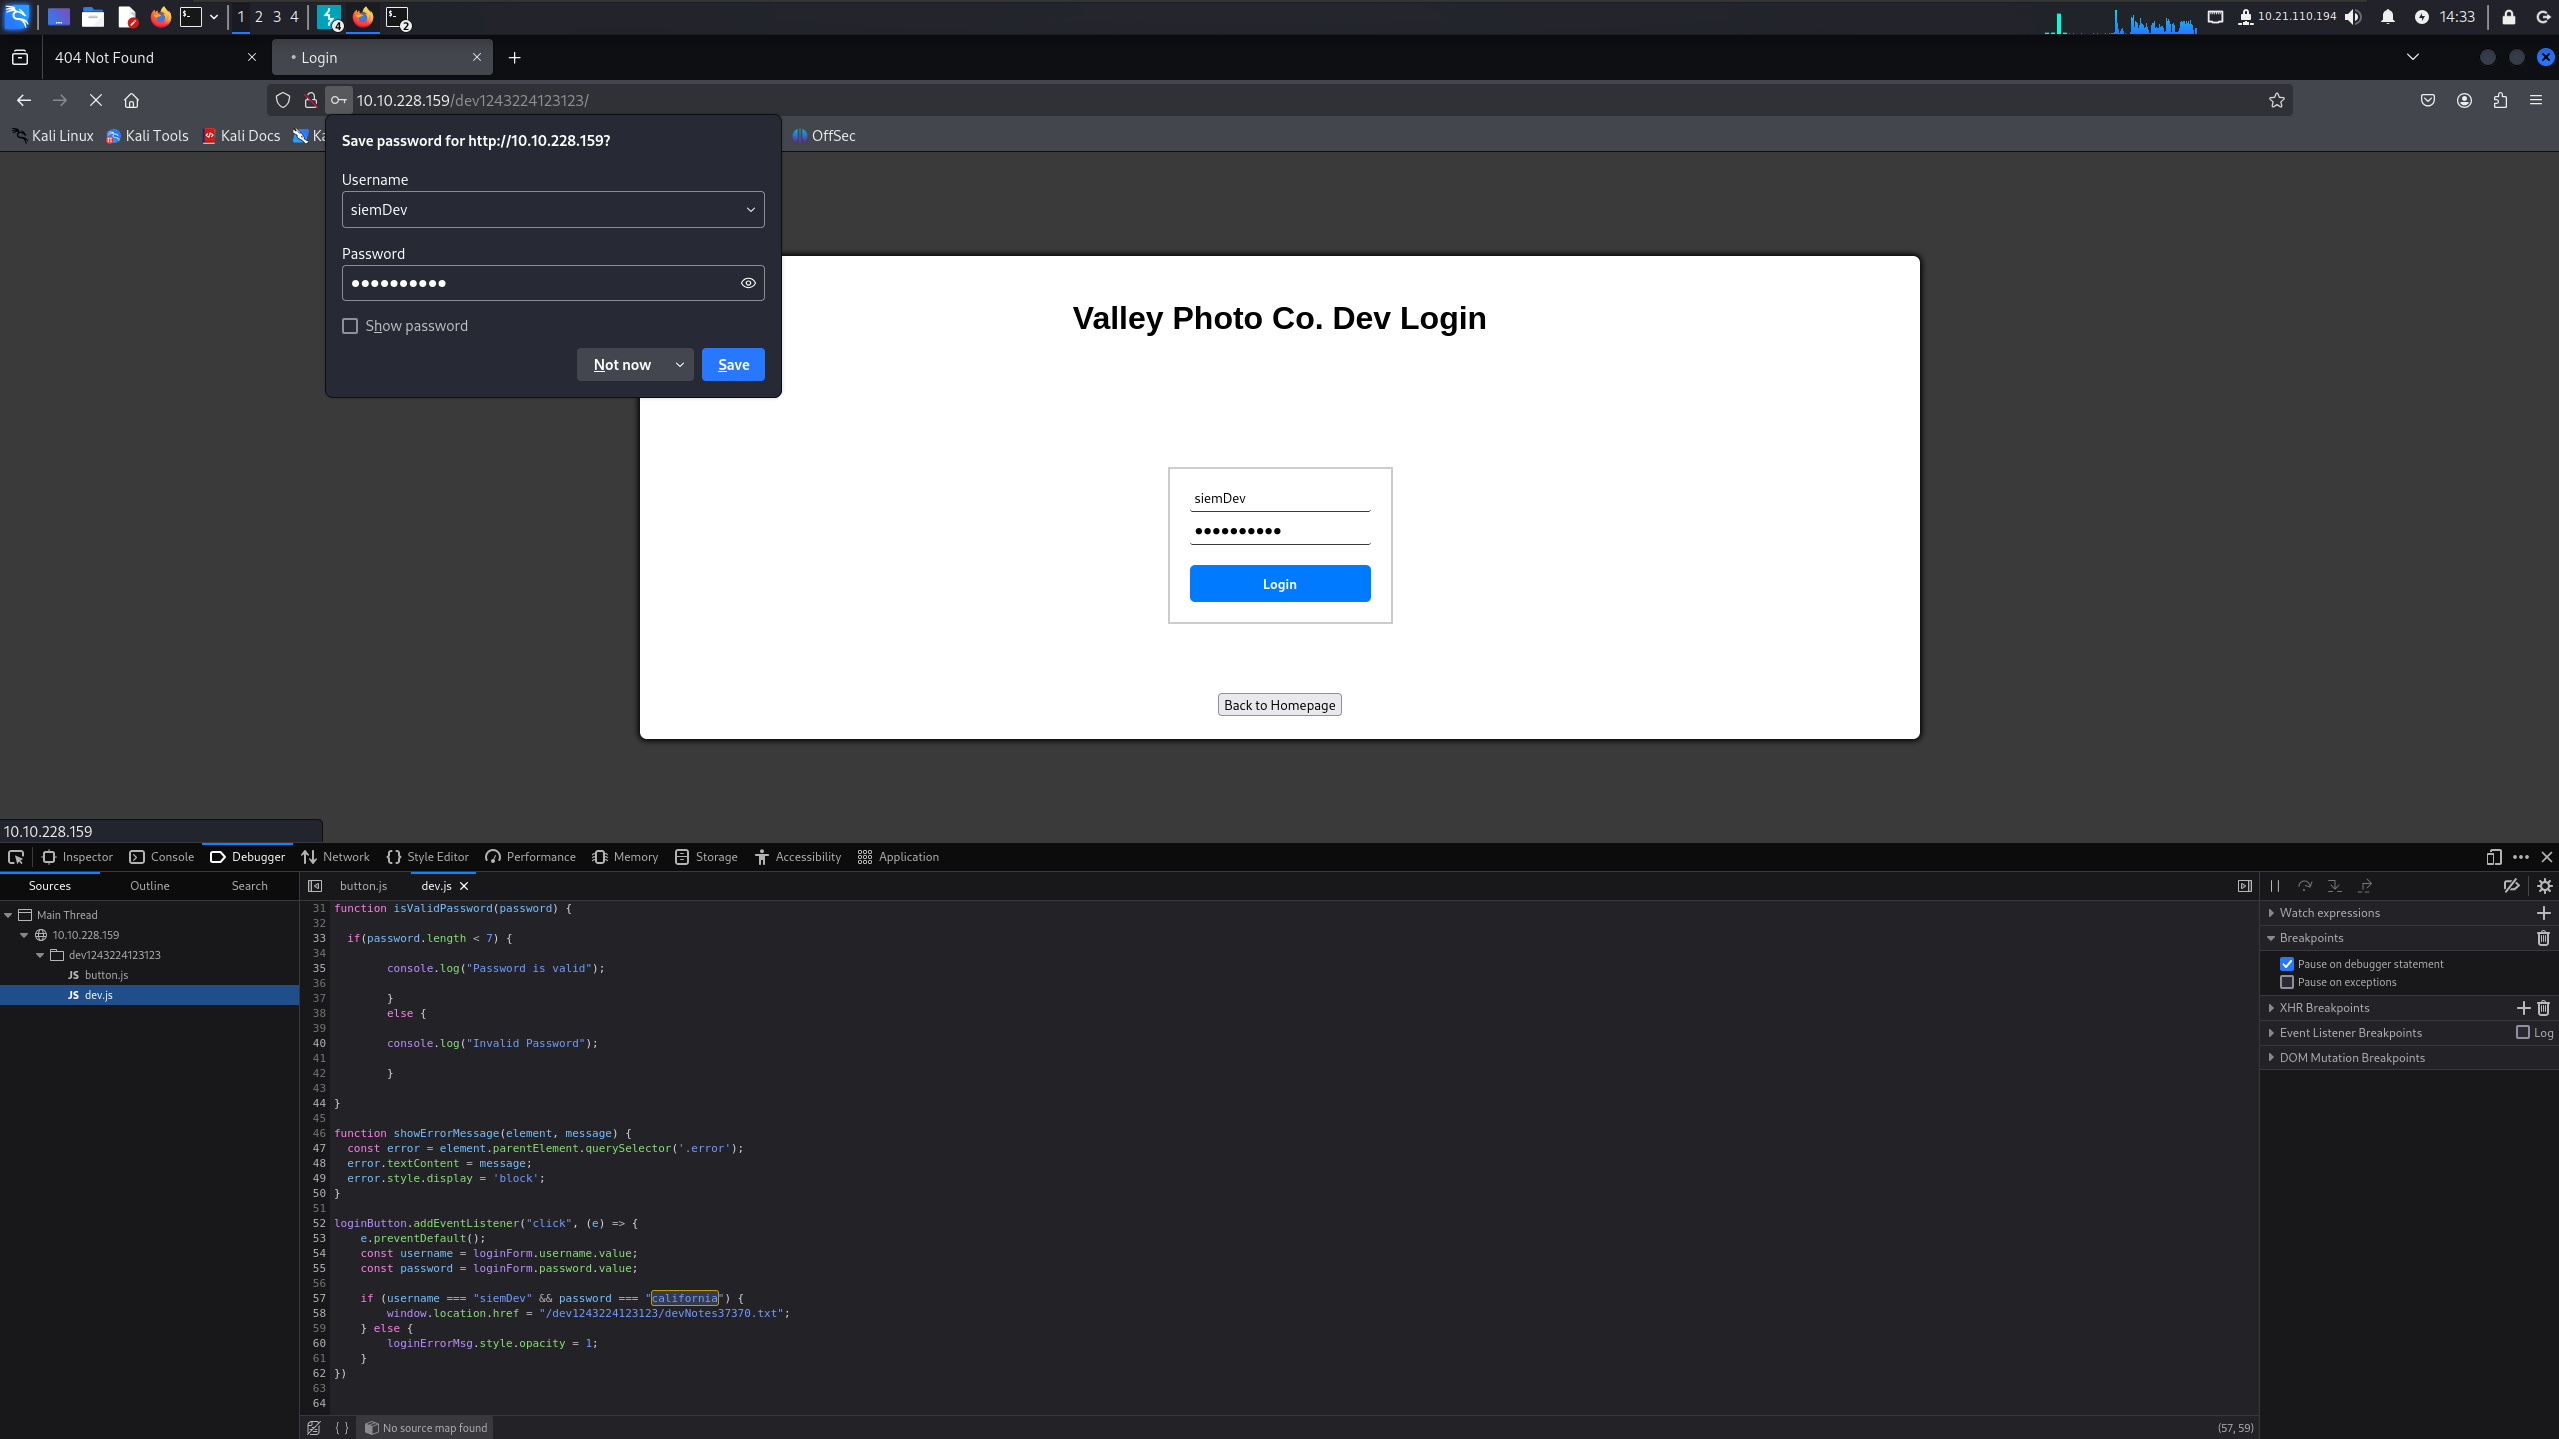 1 2 3 4 4 2 10.21.110.194 14:33
404 Not Found
Login
10.10.228.159/dev1243224123123/
Kali Linux Kali Tools Kali Docs Ka OffSec
Save password for http://10.10.228.159?
Username
siemDev
Password
••••••••••
Show password
Not now Save
Valley Photo Co. Dev Login
siemDev
••••••••••
Login
Back to Homepage
10.10.228.159
Inspector Console Debugger Network Style Editor Performance Memory Storage Accessibility Application
Sources Outline Search
button.js dev.js
Main Thread
10.10.228.159
dev1243224123123
JS button.js
JS dev.js
31 function isValidPassword(password) {
32
33 if(password.length < 7) {
34
35 console.log("Password is valid");
36
37 }
38 else {
39
40 console.log("Invalid Password");
41
42 }
43
44 }
45
46 function showErrorMessage(element, message) {
47 const error = element.parentElement.querySelector('.error');
48 error.textContent = message;
49 error.style.display = 'block';
50 }
51
52 loginButton.addEventListener("click", (e) => {
53 e.preventDefault();
54 const username = loginForm.username.value;
55 const password = loginForm.password.value;
56
57 if (username === "siemDev" && password === "california") {
58 window.location.href = "/dev1243224123123/devNotes37370.txt";
59 } else {
60 loginErrorMsg.style.opacity = 1;
61 }
62 })
63
64
Watch expressions
Breakpoints
Pause on debugger statement
Pause on exceptions
XHR Breakpoints
Event Listener Breakpoints Log
DOM Mutation Breakpoints
{ } No source map found
(57, 59)